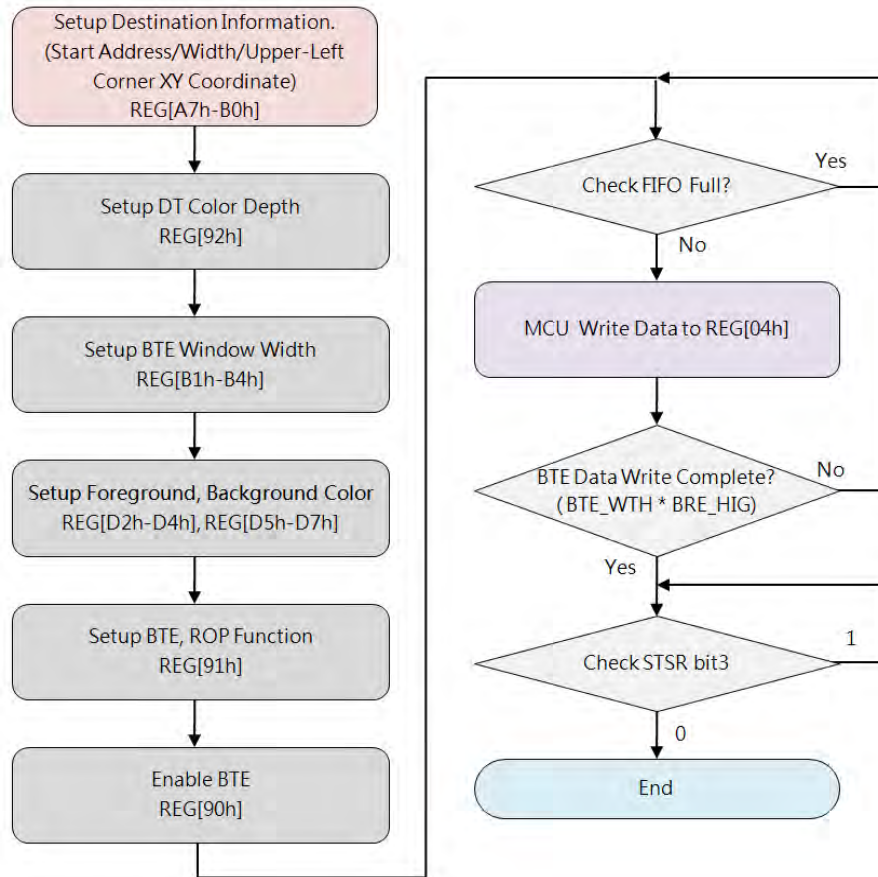 Setup Destination Information.
(Start Address/Width/Upper-Left
Corner XY Coordinate)
REG[A7h-B0h]
Setup DT Color Depth
REG[92h]
Setup BTE Window Width
REG[B1h-B4h]
Setup Foreground, Background Color
REG[D2h-D4h], REG[D5h-D7h]
Setup BTE, ROP Function
REG[91h]
Enable BTE
REG[90h]
Check FIFO Full?
Yes
No
MCU Write Data to REG[04h]
BTE Data Write Complete?
( BTE_WTH * BRE_HIG)
No
Yes
Check STSR bit3
1
0
End